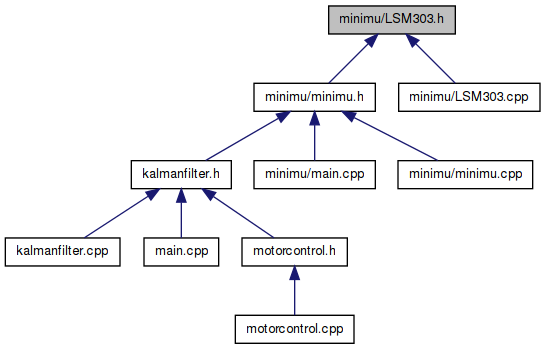 minimu/LSM303.h
minimu/minimu.h
minimu/LSM303.cpp
kalmanfilter.h
minimu/main.cpp
minimu/minimu.cpp
kalmanfilter.cpp
main.cpp
motorcontrol.h
motorcontrol.cpp